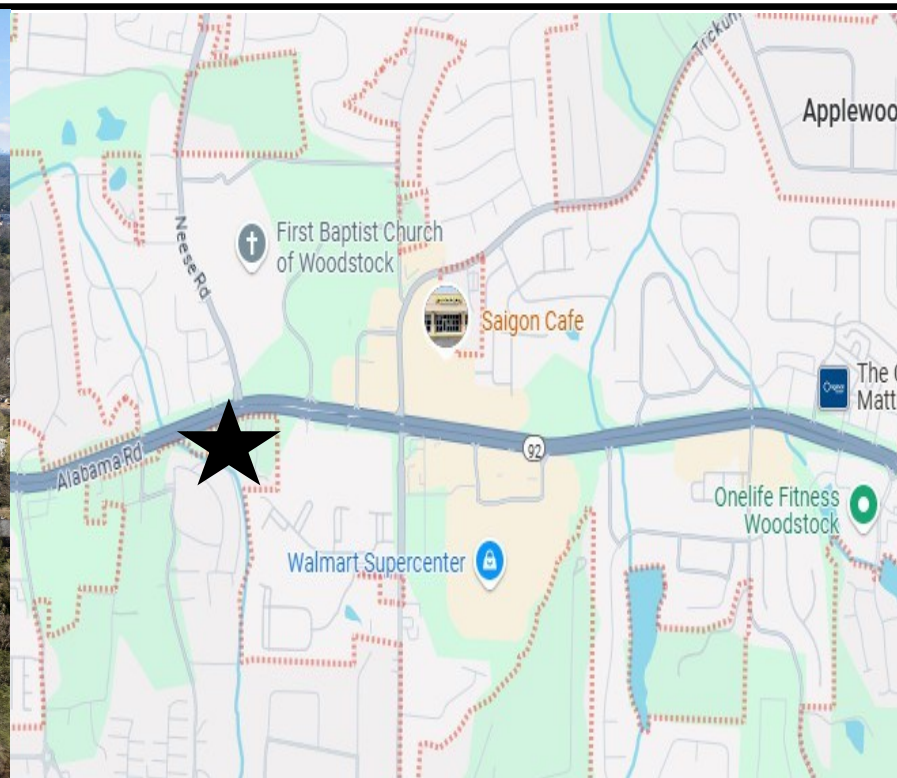 Trickum
Applewoo
Neese Rd
First Baptist Church
of Woodstock
Saigon Cafe
The
Matt
92
Alabama Rd
Onelife Fitness
Woodstock
Walmart Supercenter